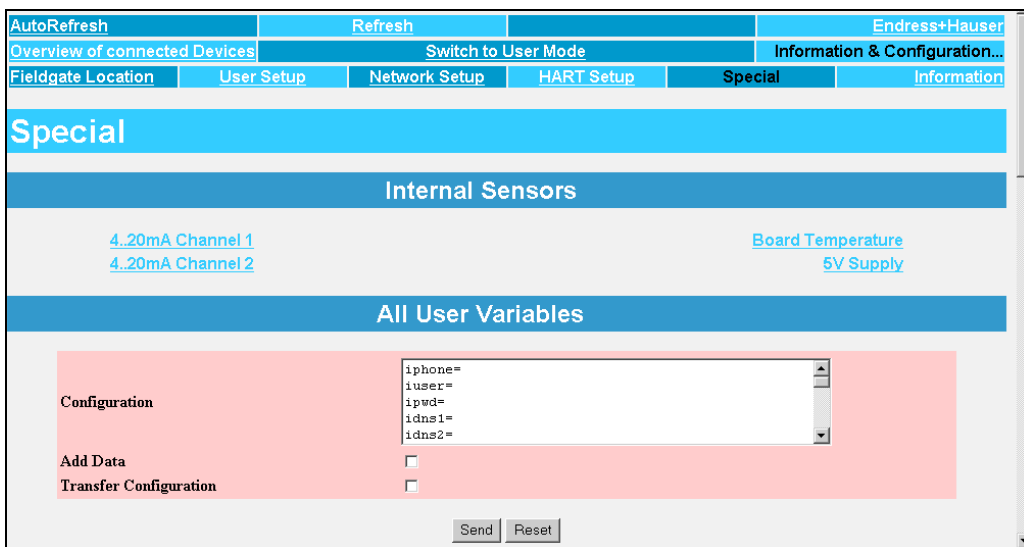 AutoRefresh Refresh Endress+Hauser
Overview of connected Devices Switch to User Mode Information & Configuration...
Fieldgate Location User Setup Network Setup HART Setup Special Information
Special
Internal Sensors
4..20mA Channel 1 Board Temperature
4..20mA Channel 2 5V Supply
All User Variables
iphone=
iuser=
Configuration ipwd=
idns1=
idns2=
Add Data
Transfer Configuration
Send Reset